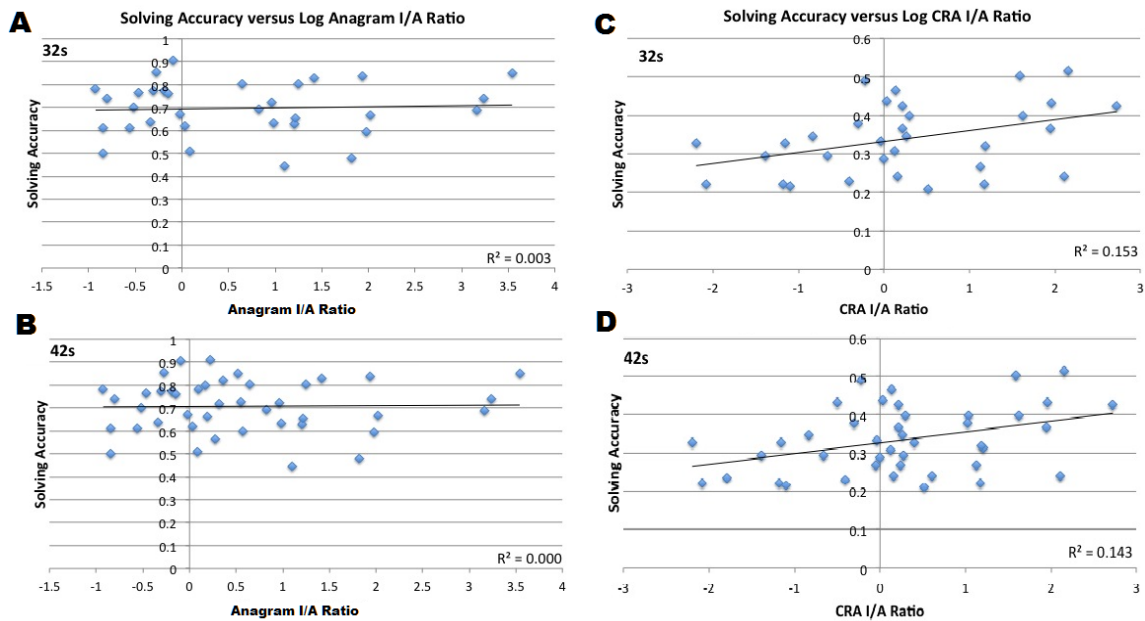 A
Solving Accuracy versus Log Anagram I/A Ratio
32s
Solving Accuracy
1
0.9
0.8
0.7
0.6
0.5
0.4
0.3
0.2
0.1
0
R² = 0.003
-1.5 -1 -0.5 0 0.5 1 1.5 2 2.5 3 3.5 4
Anagram I/A Ratio
C
Solving Accuracy versus Log CRA I/A Ratio
32s
Solving Accuracy
0.6
0.5
0.4
0.3
0.2
0.1
0
R² = 0.153
-3 -2 -1 0 1 2 3
CRA I/A Ratio
B
42s
Solving Accuracy
1
0.9
0.8
0.7
0.6
0.5
0.4
0.3
0.2
0.1
0
R² = 0.000
-1.5 -1 -0.5 0 0.5 1 1.5 2 2.5 3 3.5 4
Anagram I/A Ratio
D
42s
Solving Accuracy
0.6
0.5
0.4
0.3
0.2
0.1
0
R² = 0.143
-3 -2 -1 0 1 2 3
CRA I/A Ratio